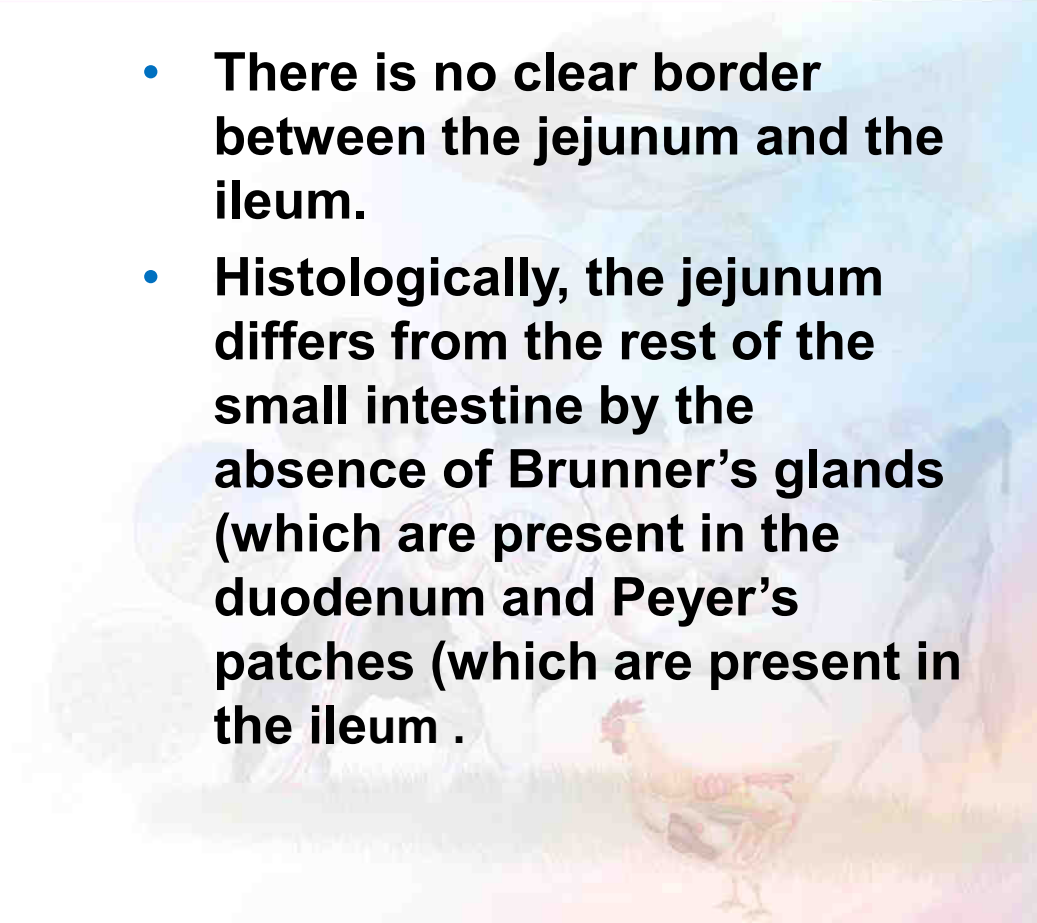 • There is no clear border
between the jejunum and the
ileum.
• Histologically, the jejunum
differs from the rest of the
small intestine by the
absence of Brunner’s glands
(which are present in the
duodenum and Peyer’s
patches (which are present in
the ileum .